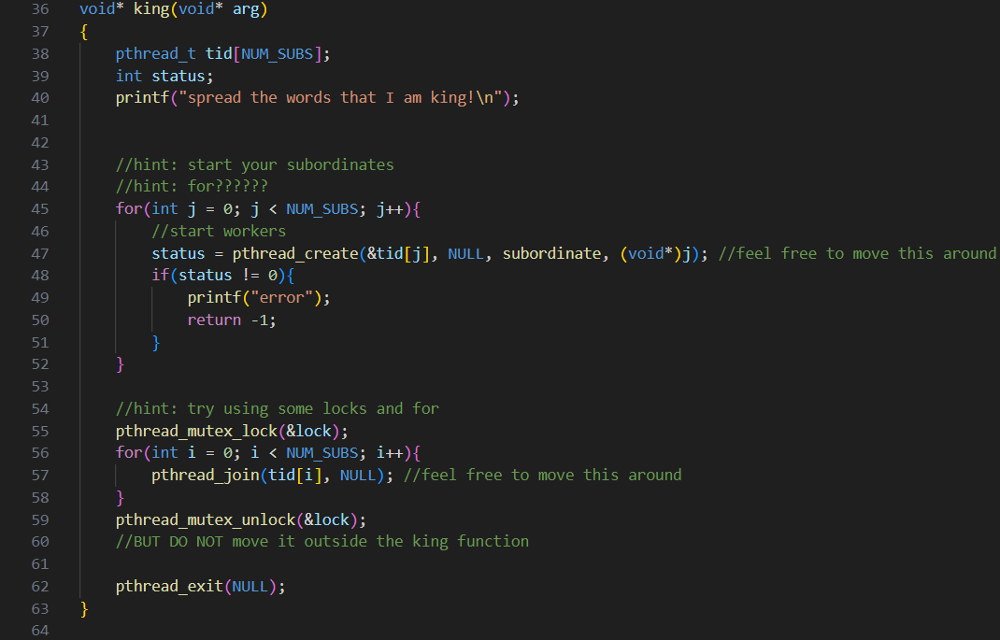 36 void* king(void* arg)
37 {
38 pthread_t tid[NUM_SUBS];
39 int status;
40 printf("spread the words that I am king!\n");
41
42
43 //hint: start your subordinates
44 //hint: for??????
45 for(int j = 0; j < NUM_SUBS; j++){
46 //start workers
47 status = pthread_create(&tid[j], NULL, subordinate, (void*)j); //feel free to move this around
48 if(status != 0){
49 printf("error");
50 return -1;
51 }
52 }
53
54 //hint: try using some locks and for
55 pthread_mutex_lock(&lock);
56 for(int i = 0; i < NUM_SUBS; i++){
57 pthread_join(tid[i], NULL); //feel free to move this around
58 }
59 pthread_mutex_unlock(&lock);
60 //BUT DO NOT move it outside the king function
61
62 pthread_exit(NULL);
63 }
64